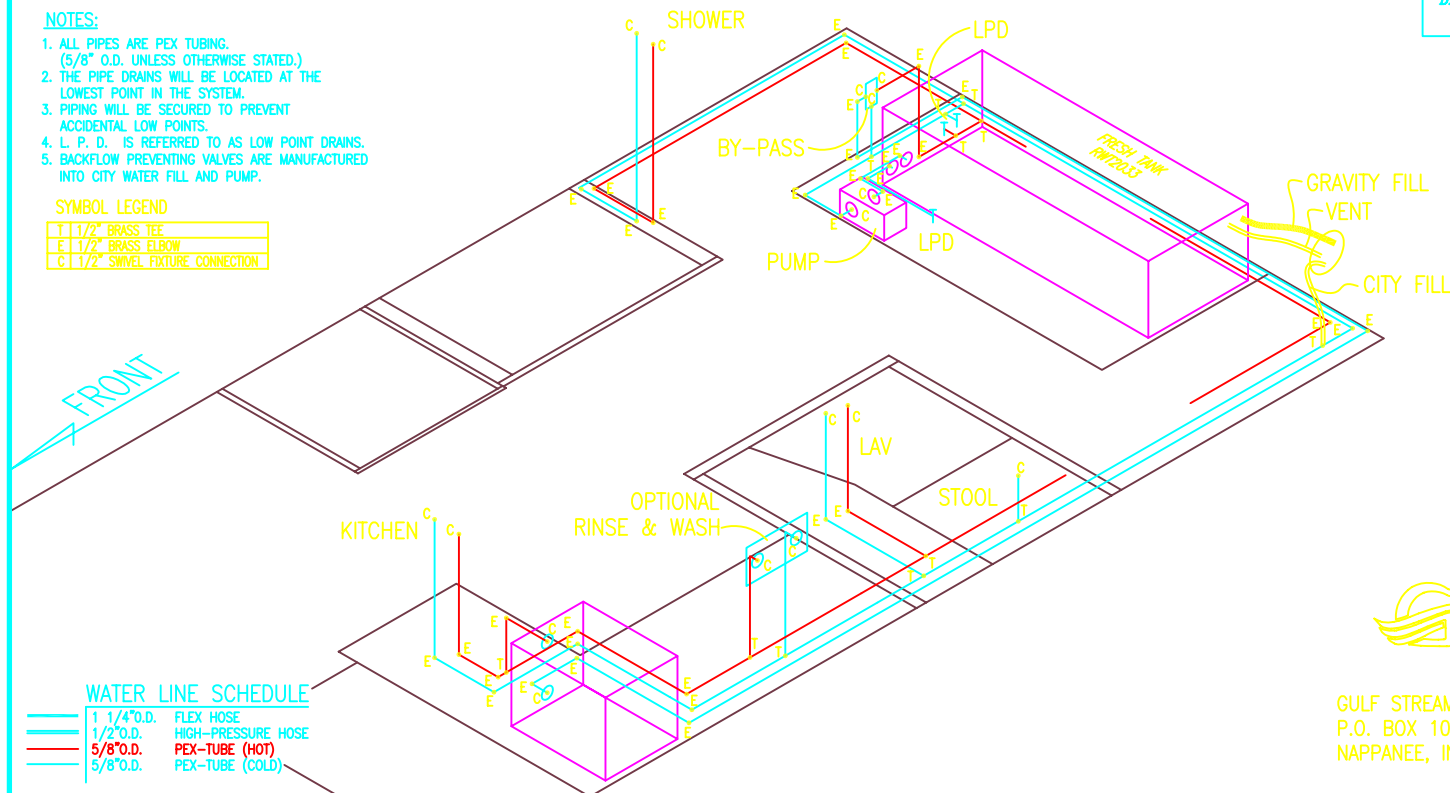 NOTES:
1. ALL PIPES ARE PEX TUBING.
(5/8" O.D. UNLESS OTHERWISE STATED.)
2. THE PIPE DRAINS WILL BE LOCATED AT THE
LOWEST POINT IN THE SYSTEM.
3. PIPING WILL BE SECURED TO PREVENT
ACCIDENTAL LOW POINTS.
4. L. P. D. IS REFERRED TO AS LOW POINT DRAINS.
5. BACKFLOW PREVENTING VALVES ARE MANUFACTURED
INTO CITY WATER FILL AND PUMP.
SYMBOL LEGEND
T 1/2" BRASS TEE
E 1/2" BRASS ELBOW
C 1/2" SWIVEL FIXTURE CONNECTION
SHOWER
LPD
BY-PASS
FRESH TANK
RWT2033
GRAVITY FILL
VENT
LPD
PUMP
CITY FILL
FRONT
LAV
STOOL
OPTIONAL
RINSE & WASH
KITCHEN
WATER LINE SCHEDULE
1 1/4"O.D. FLEX HOSE
1/2"O.D. HIGH-PRESSURE HOSE
5/8"O.D. PEX-TUBE (HOT)
5/8"O.D. PEX-TUBE (COLD)
GULF STREAM
P.O. BOX 10
NAPPANEE, I